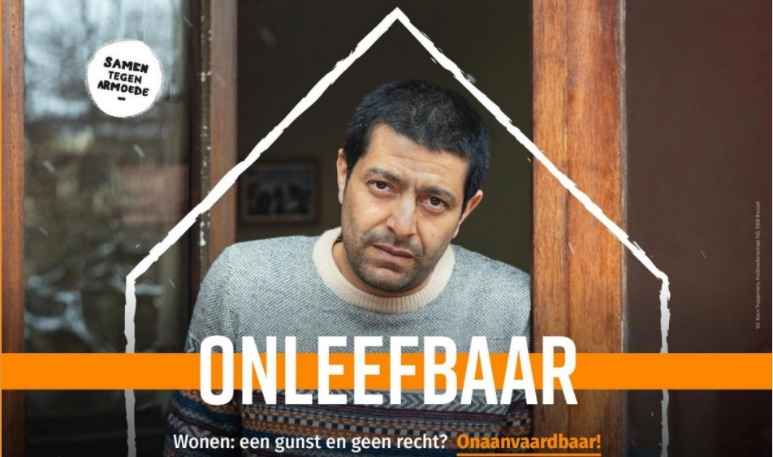 SAMEN
TEGEN
ARMOEDE
ONLEEFBAAR
Wonen: een gunst en geen recht? Onaanvaardbaar!